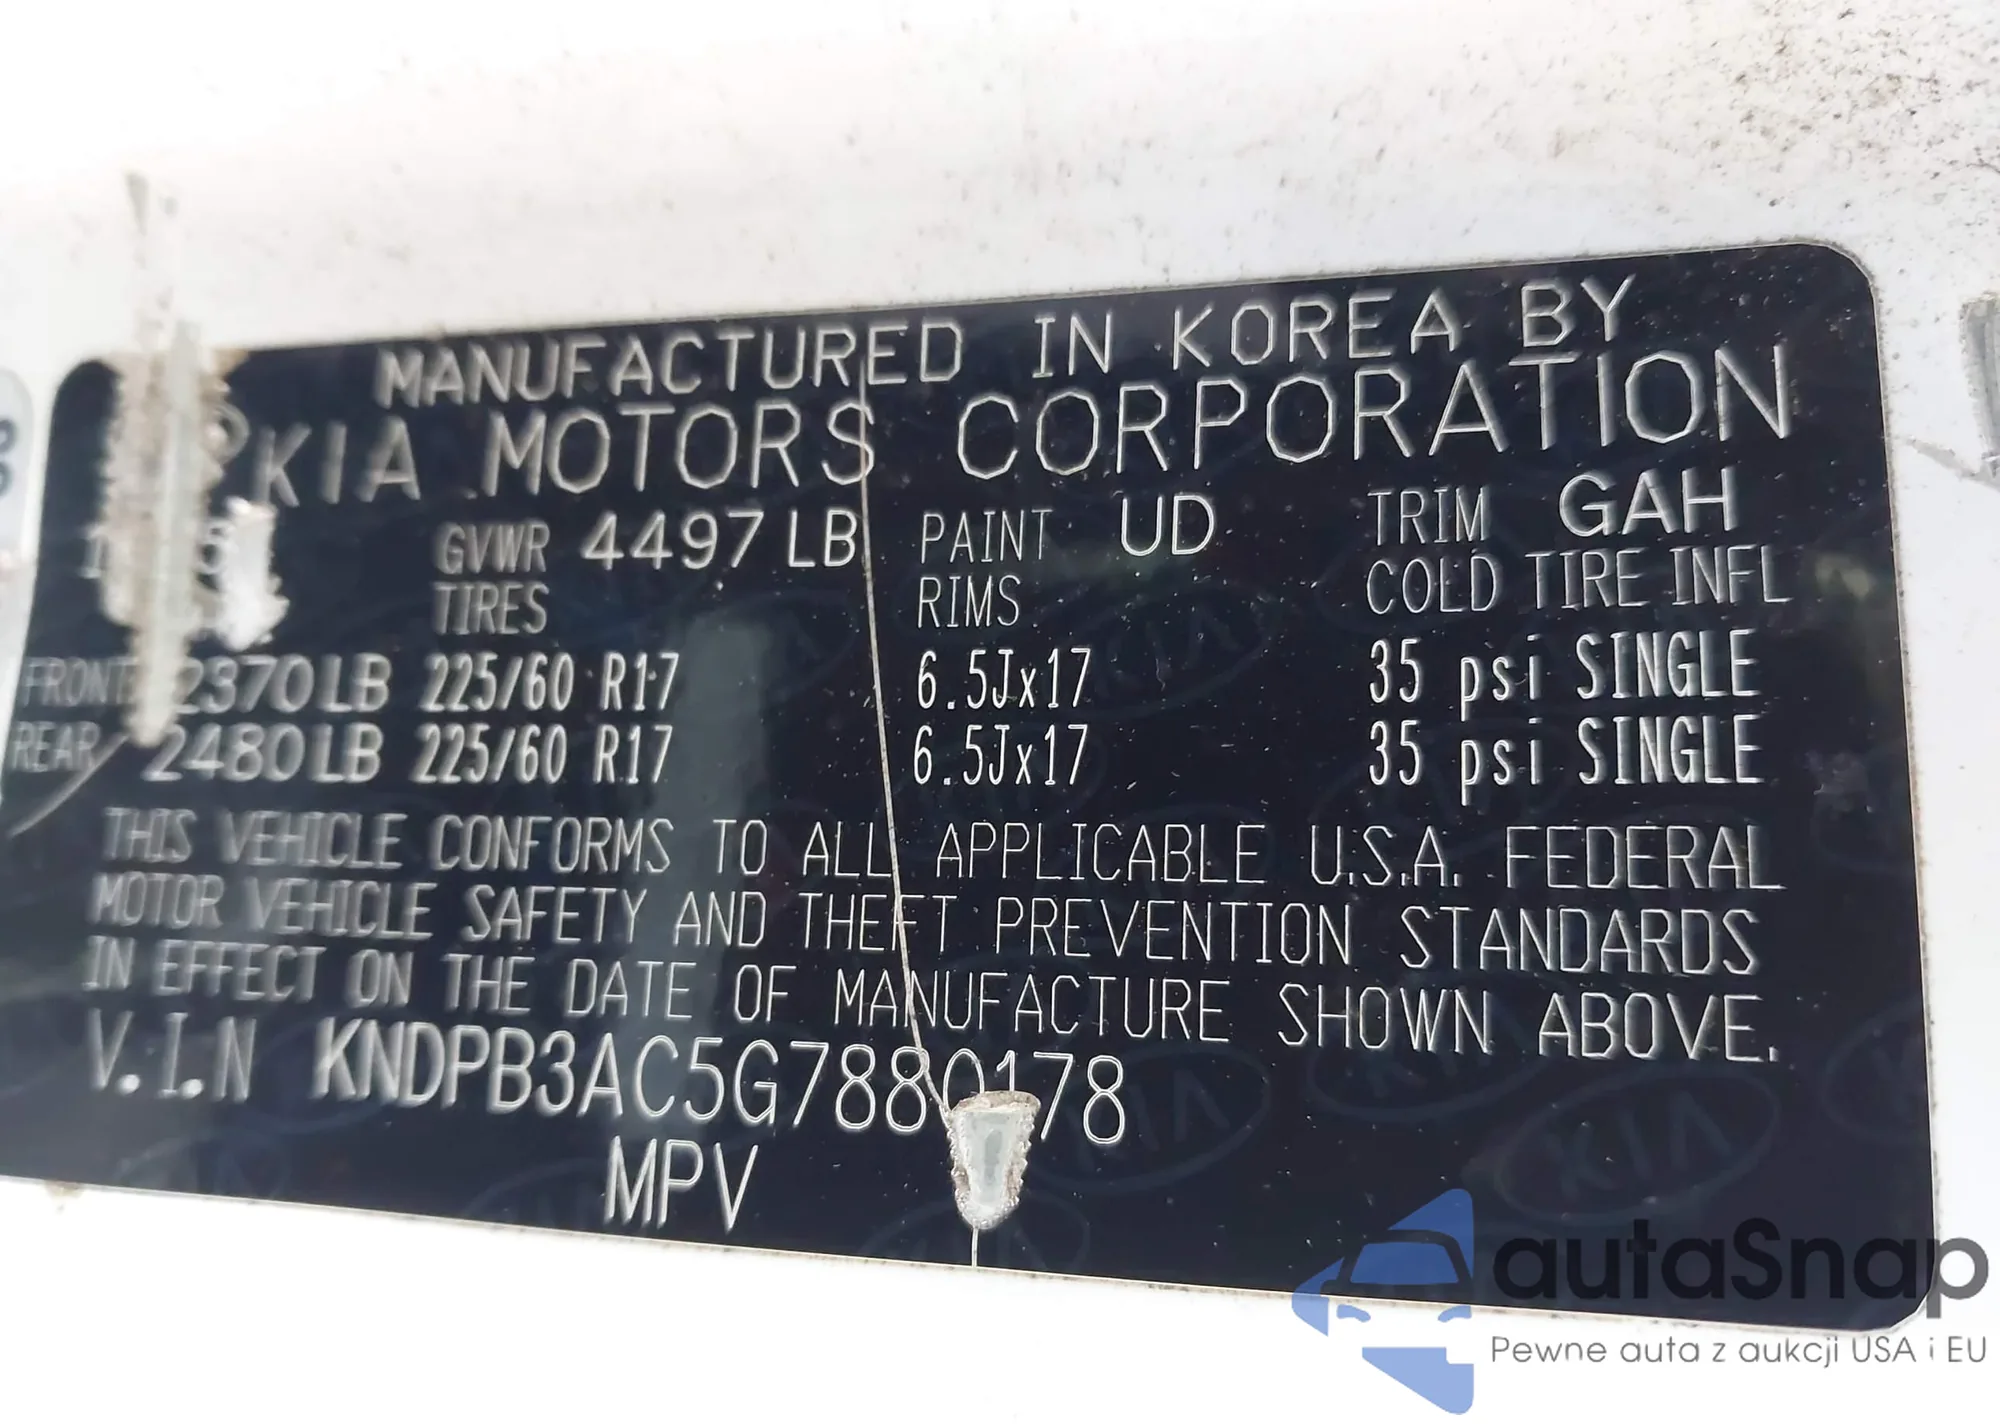 MANUFACTURED IN KOREA BY
KIA MOTORS CORPORATION
GVWR 4497 LB PAINT UD TRIM GAH
TIRES RIMS COLD TIRE INFL
FRONT 2370 LB 225/60 R17 6.5Jx17 35 psi SINGLE
REAR 2480 LB 225/60 R17 6.5Jx17 35 psi SINGLE
THIS VEHICLE CONFORMS TO ALL APPLICABLE U.S.A. FEDERAL
MOTOR VEHICLE SAFETY AND THEFT PREVENTION STANDARDS
IN EFFECT ON THE DATE OF MANUFACTURE SHOWN ABOVE.
V.I.N KNDPB3AC5G7880178
MPV
autaSnap
Pewne auta z aukcji USA i EU